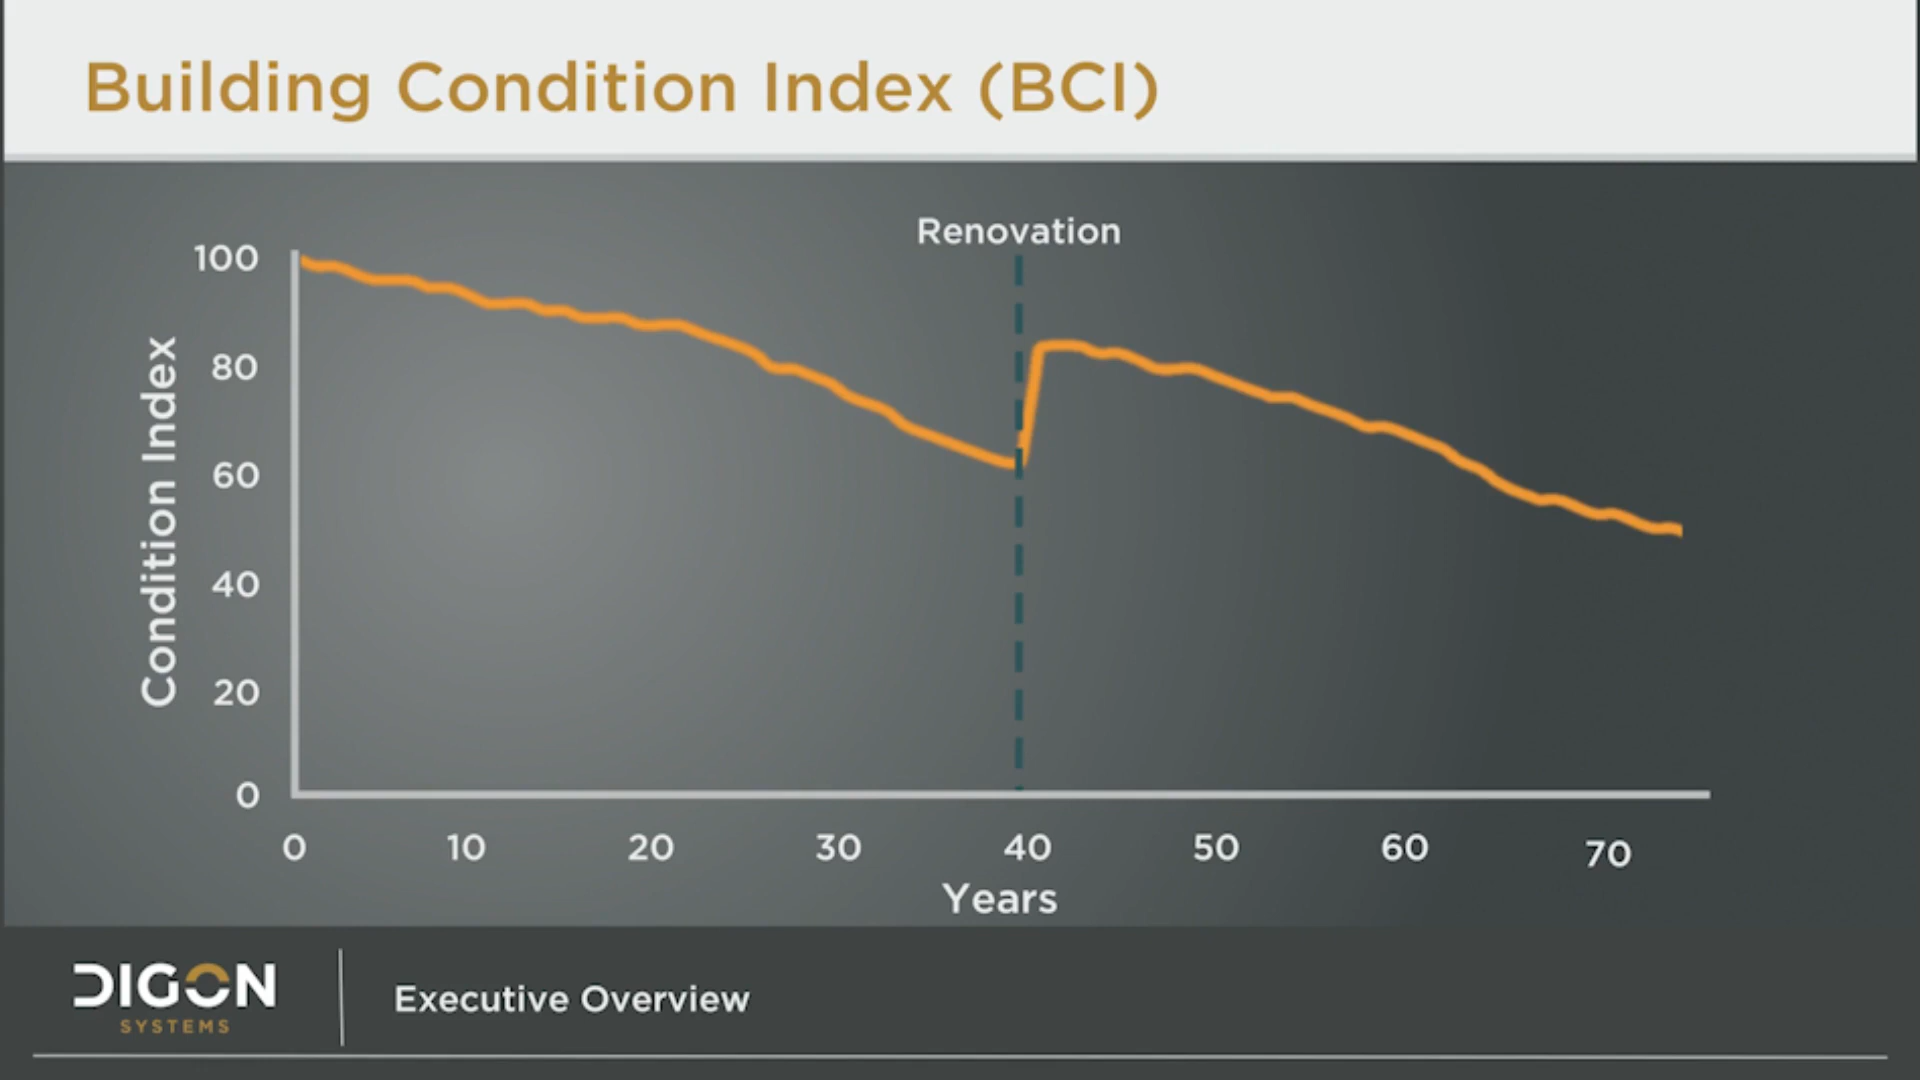 Building Condition Index (BCI)
Renovation
100
80
60
40
20
0
Condition Index
0 10 20 30 40 50 60 70
Years
DIGON
SYSTEMS
Executive Overview